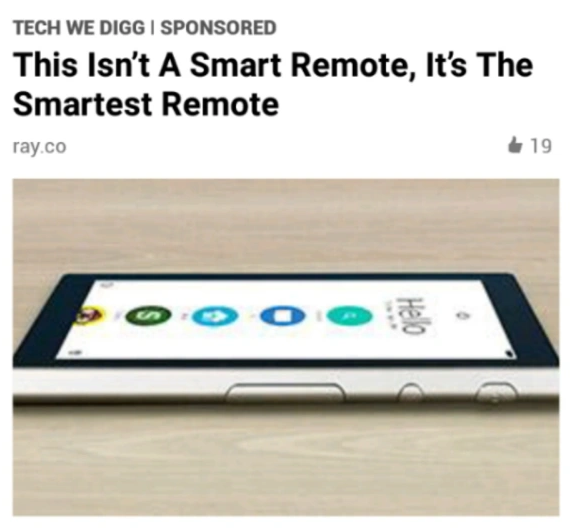 TECH WE DIGG | SPONSORED
This Isn't A Smart Remote, It's The
Smartest Remote
ray.co
19
Hello